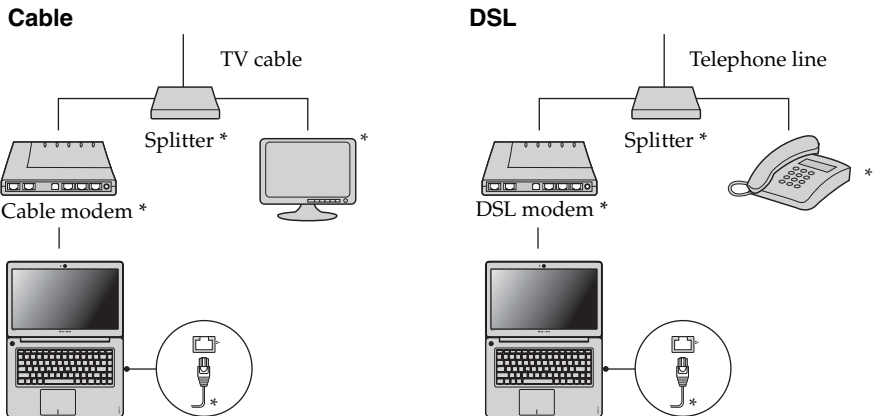 Cable
TV cable
Splitter *
*
Cable modem *
*
DSL
Telephone line
Splitter *
*
DSL modem *
*